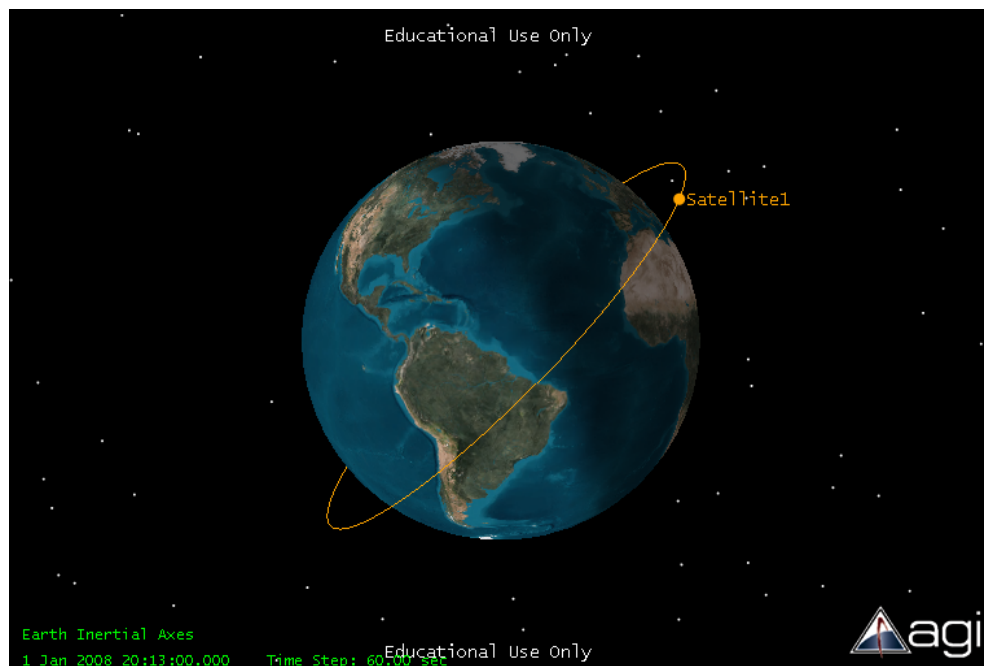 Educational Use Only
Satellite1
Earth Inertial Axes
1 Jan 2008 20:13:00.000 Time Step: 60.00 sec
Educational Use Only
agi